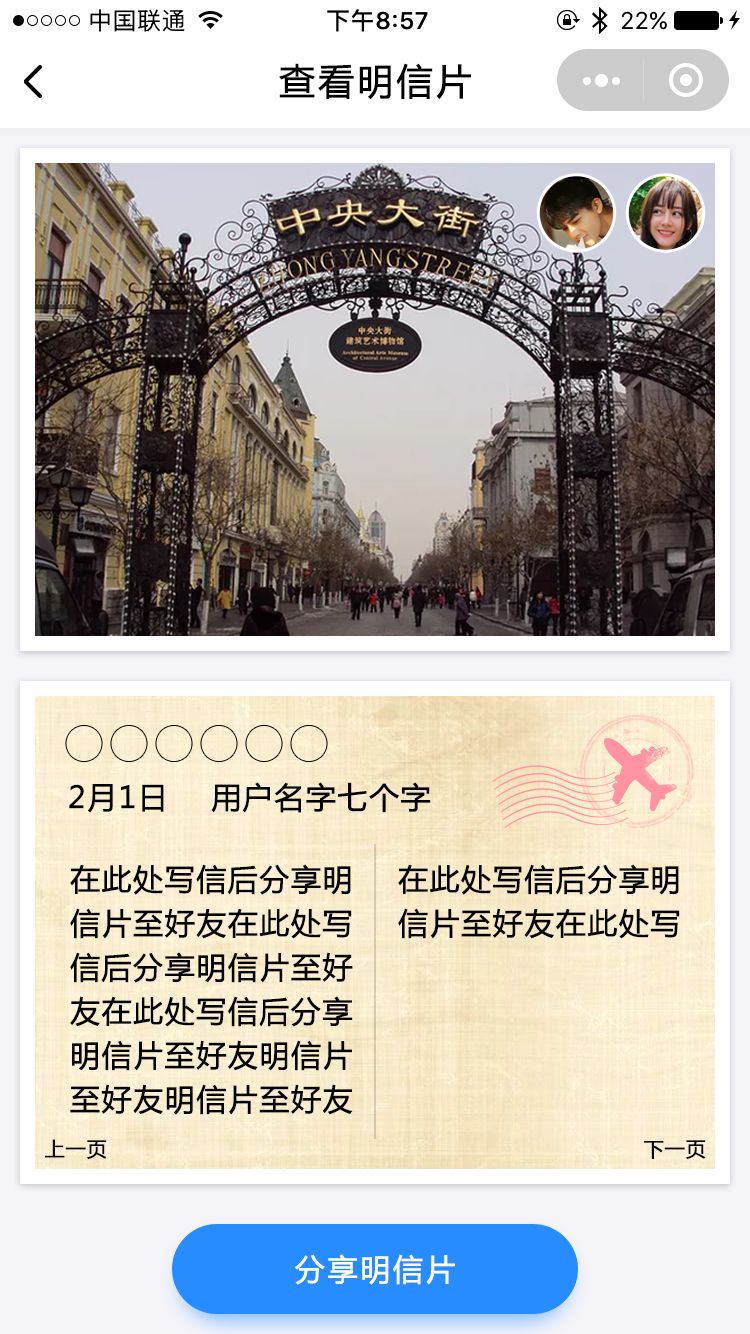 中国联通 下午8:57 22%
查看明信片
中央大街
ZHONG YANG STREET
中央大街
建筑艺术博物馆
Architectural Arts Museum
of Central Avenue
2月1日 用户名字七个字
在此处写信后分享明
信片至好友在此处写
信后分享明信片至好
友在此处写信后分享
明信片至好友明信片
至好友明信片至好友
在此处写信后分享明
信片至好友在此处写
上一页 下一页
分享明信片